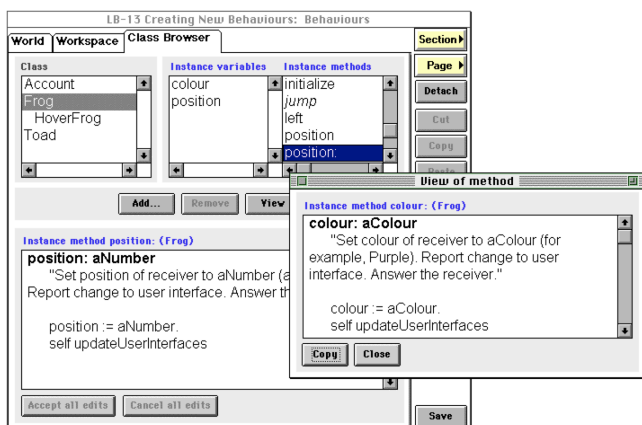 LB-13 Creating New Behaviours: Behaviours
World
Workspace
Class Browser
Section
Page
Detach
Cut
Copy
Class
Account
Frog
HoverFrog
Toad
Instance variables
colour
position
Instance methods
initialize
jump
left
position
position:
Add...
Remove
View
Instance method position: (Frog)
position: aNumber
"Set position of receiver to aNumber
Report change to user interface. Answer
position := aNumber.
self updateUserInterfaces
Accept all edits
Cancel all edits
Save
View of method
Instance method colour: (Frog)
colour: aColour
"Set colour of receiver to aColour (for
example, Purple). Report change to user
interface. Answer the receiver."
colour := aColour.
self updateUserInterfaces
Copy
Close